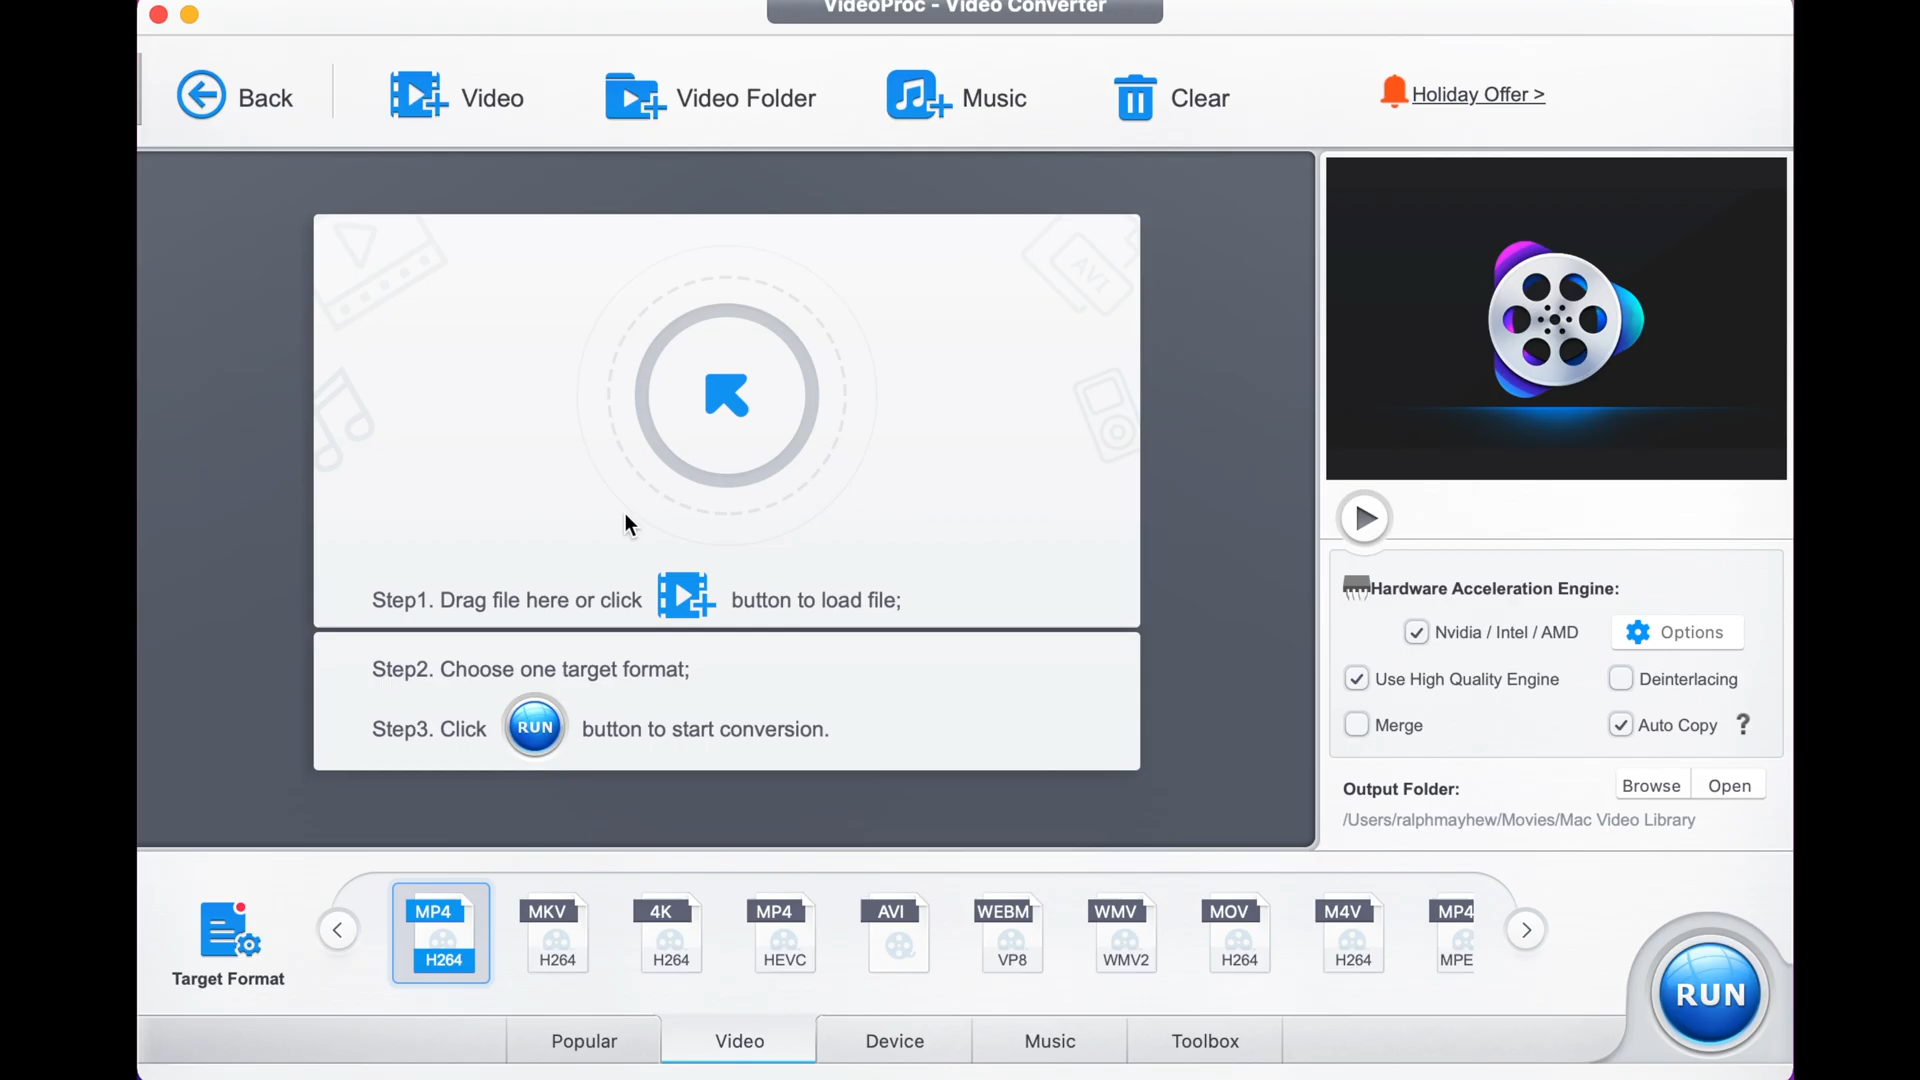 VideoProc - Video Converter
Back
Video
Video Folder
Music
Clear
Holiday Offer >
AVI
Step1. Drag file here or click button to load file;
Step2. Choose one target format;
Step3. Click RUN button to start conversion.
Hardware Acceleration Engine:
Nvidia / Intel / AMD
Options
Use High Quality Engine
Deinterlacing
Merge
Auto Copy ?
Output Folder:
Browse
Open
/Users/ralphmayhew/Movies/Mac Video Library
Target Format
MP4
H264
MKV
H264
4K
H264
MP4
HEVC
AVI
WEBM
VP8
WMV
WMV2
MOV
H264
M4V
H264
MP4
MPE
RUN
Popular
Video
Device
Music
Toolbox